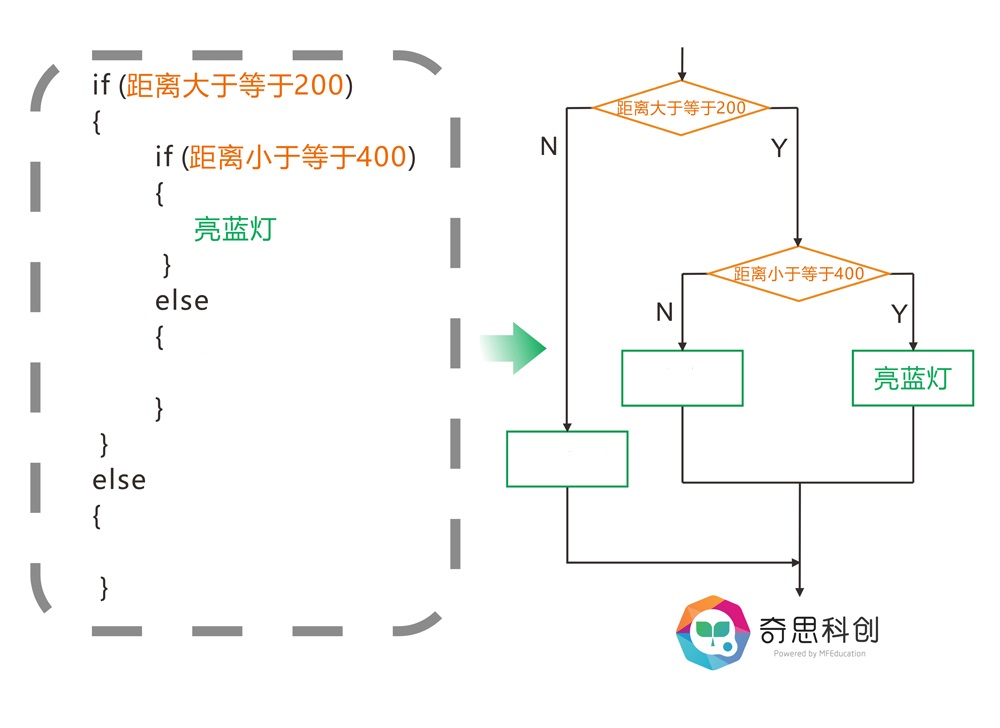 if (距离大于等于200)
{
if (距离小于等于400)
{
亮蓝灯
}
else
{
}
}
else
{
}
距离大于等于200
N
Y
距离小于等于400
N
Y
亮蓝灯
奇思科创
Powered by MFEducation